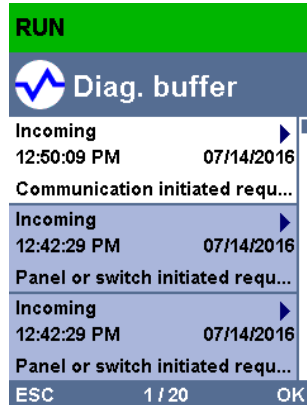 RUN
Diag. buffer
Incoming
12:50:09 PM 07/14/2016
Communication initiated requ...
Incoming
12:42:29 PM 07/14/2016
Panel or switch initiated requ...
Incoming
12:42:29 PM 07/14/2016
Panel or switch initiated requ...
ESC 1/20 OK